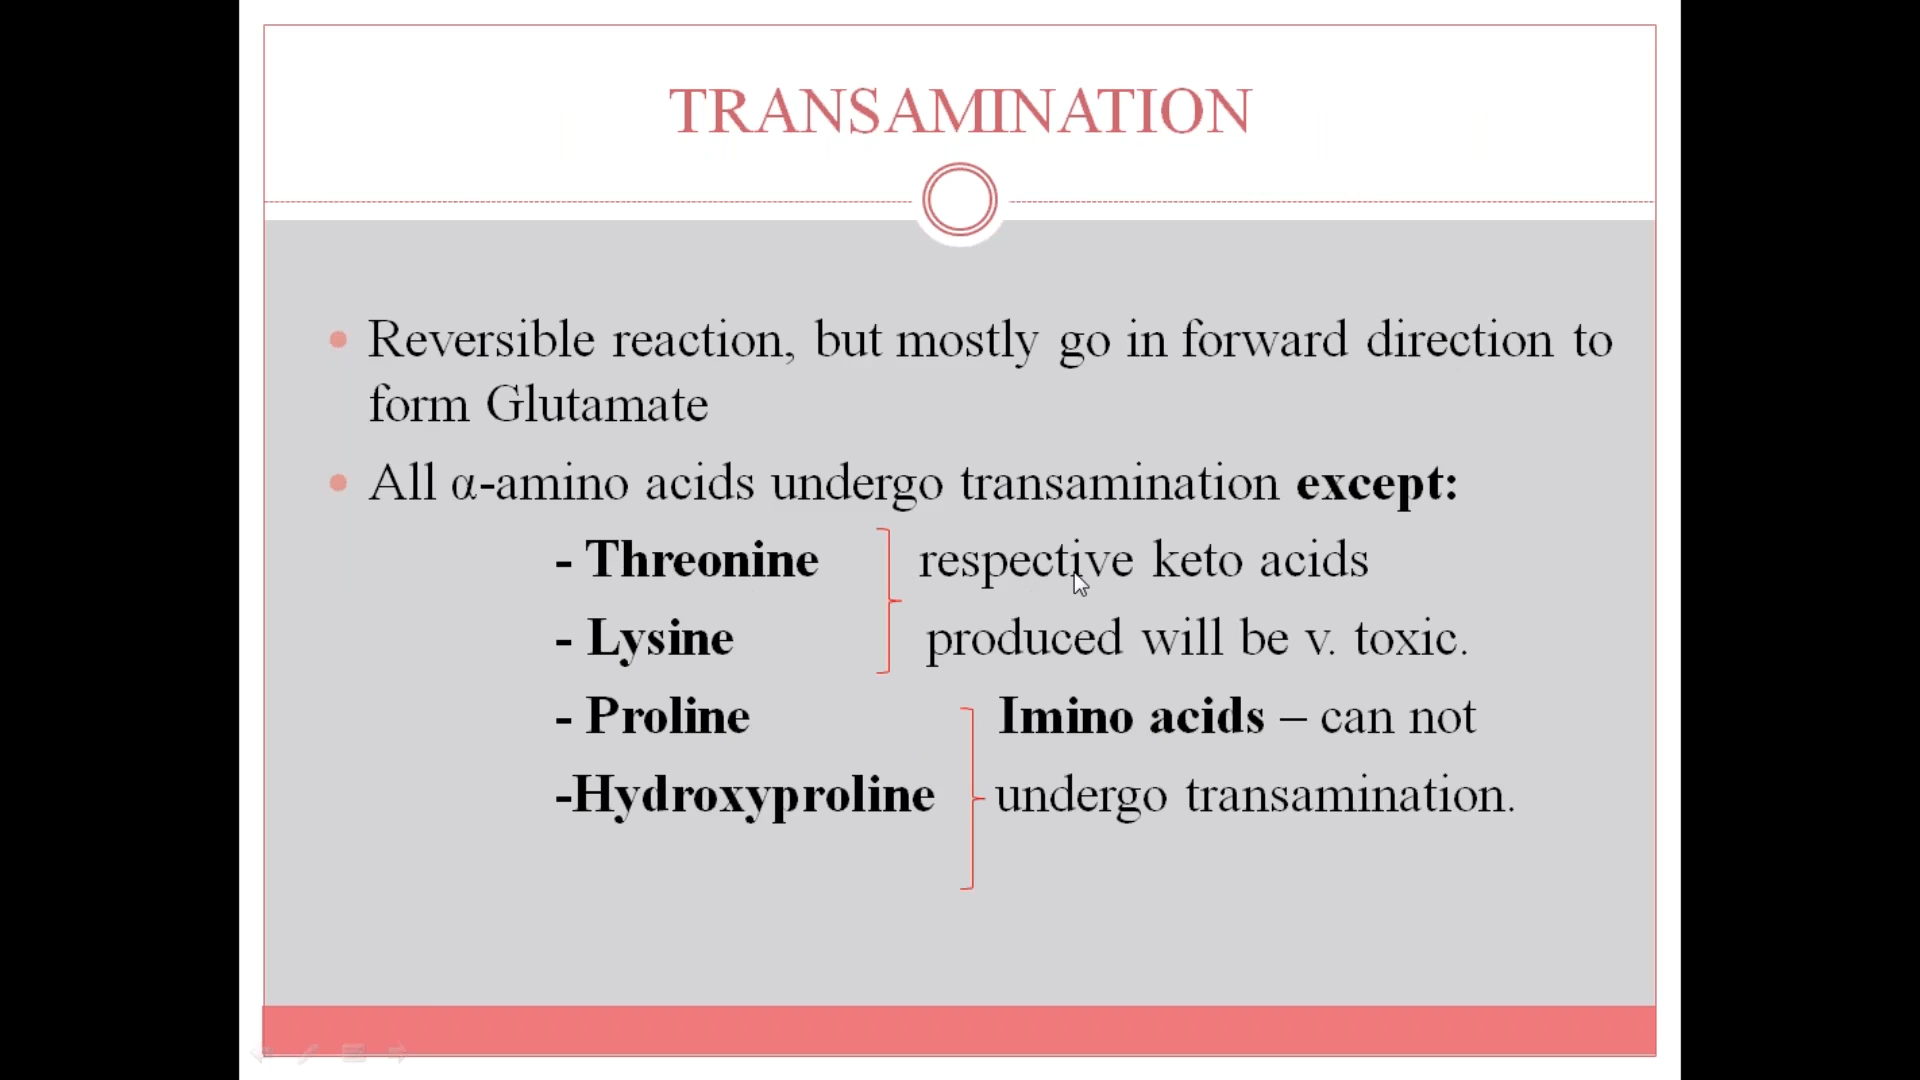 TRANSAMINATION
• Reversible reaction, but mostly go in forward direction to
form Glutamate
• All α-amino acids undergo transamination except:
- Threonine respective keto acids
- Lysine produced will be v. toxic.
- Proline Imino acids – can not
-Hydroxyproline undergo transamination.